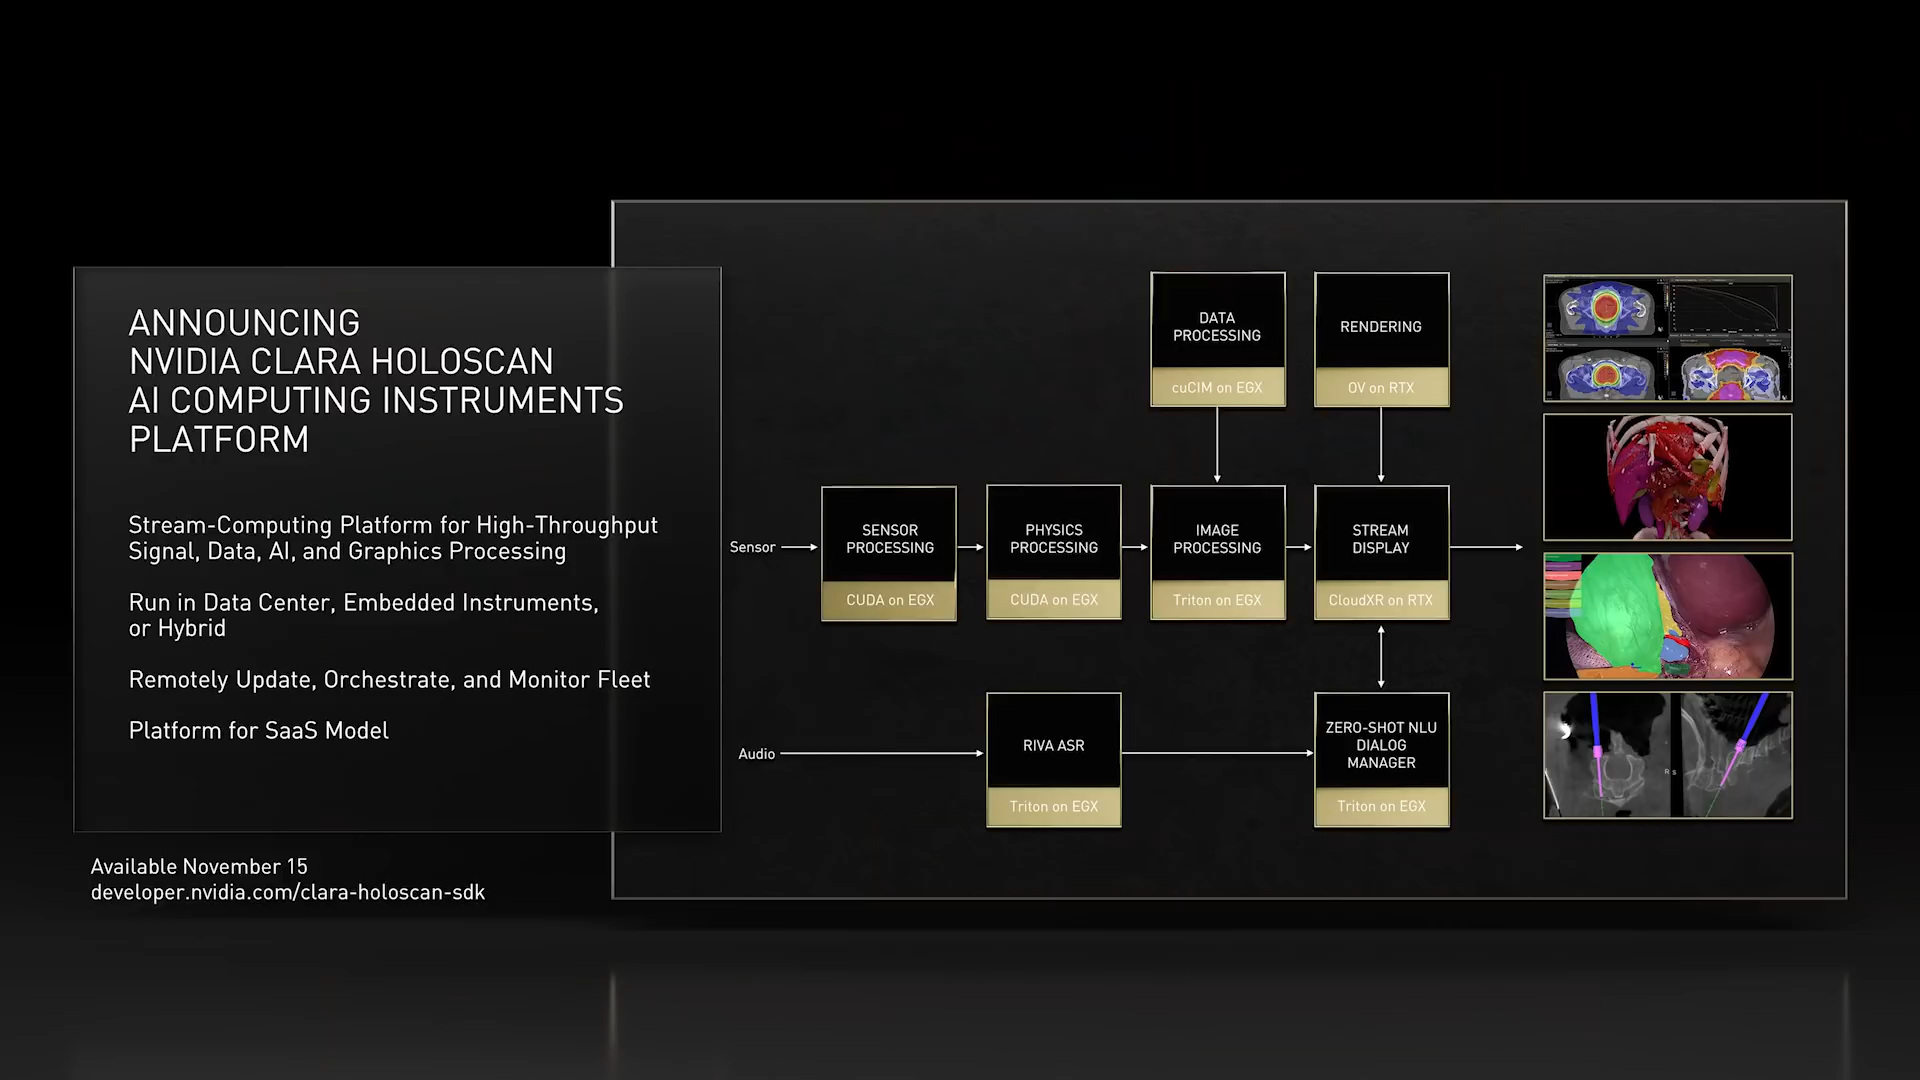 ANNOUNCING
NVIDIA CLARA HOLOSCAN
AI COMPUTING INSTRUMENTS
PLATFORM
Stream-Computing Platform for High-Throughput
Signal, Data, AI, and Graphics Processing
Run in Data Center, Embedded Instruments,
or Hybrid
Remotely Update, Orchestrate, and Monitor Fleet
Platform for SaaS Model
Available November 15
developer.nvidia.com/clara-holoscan-sdk
DATA
PROCESSING
cuCIM on EGX
RENDERING
OV on RTX
Sensor
SENSOR
PROCESSING
CUDA on EGX
PHYSICS
PROCESSING
CUDA on EGX
IMAGE
PROCESSING
Triton on EGX
STREAM
DISPLAY
CloudXR on RTX
Audio
RIVA ASR
Triton on EGX
ZERO-SHOT NLU
DIALOG
MANAGER
Triton on EGX